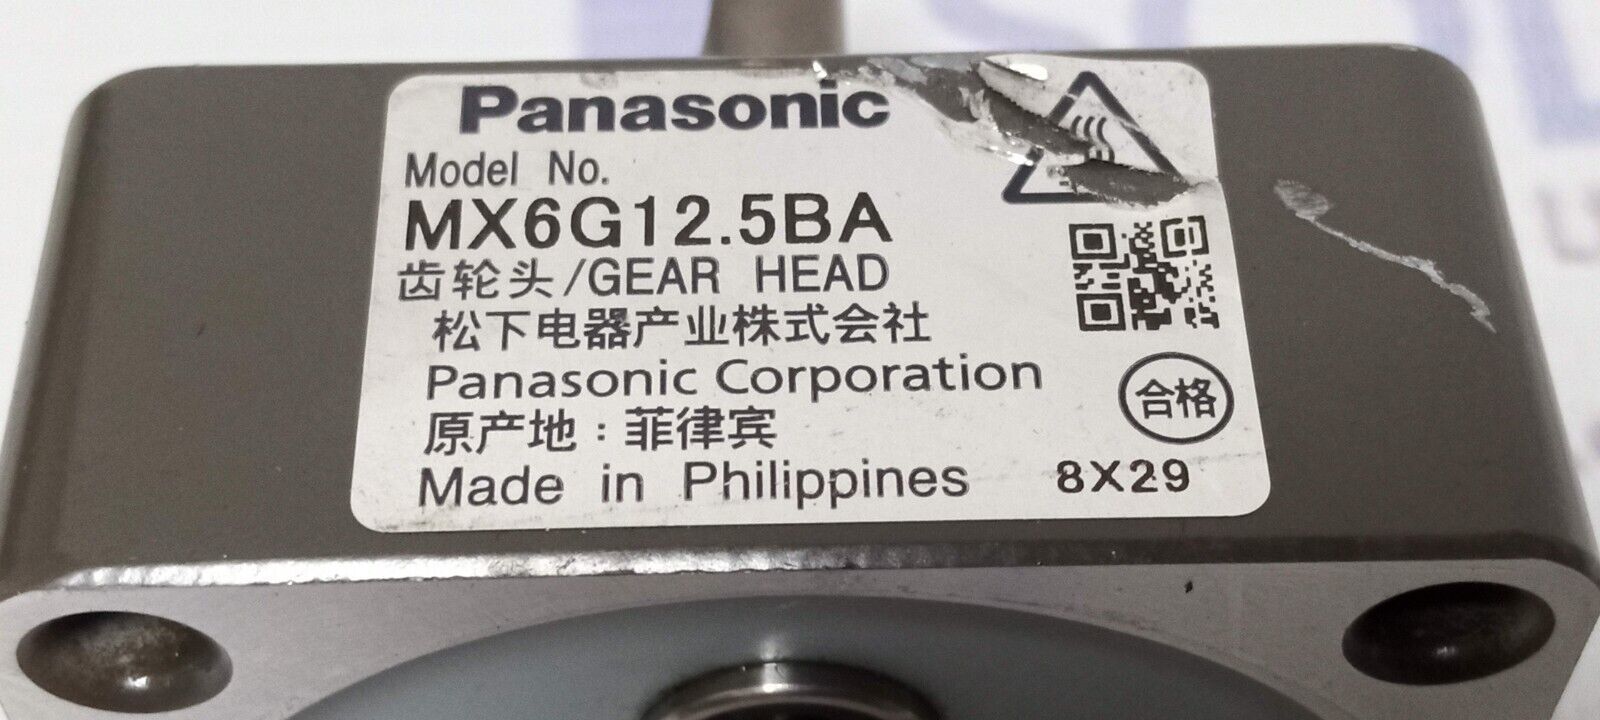 Panasonic
Model No.
MX6G12.5BA
齿轮头/GEAR HEAD
松下电器产业株式会社
Panasonic Corporation
合格
原产地：菲律宾
Made in Philippines 8X29